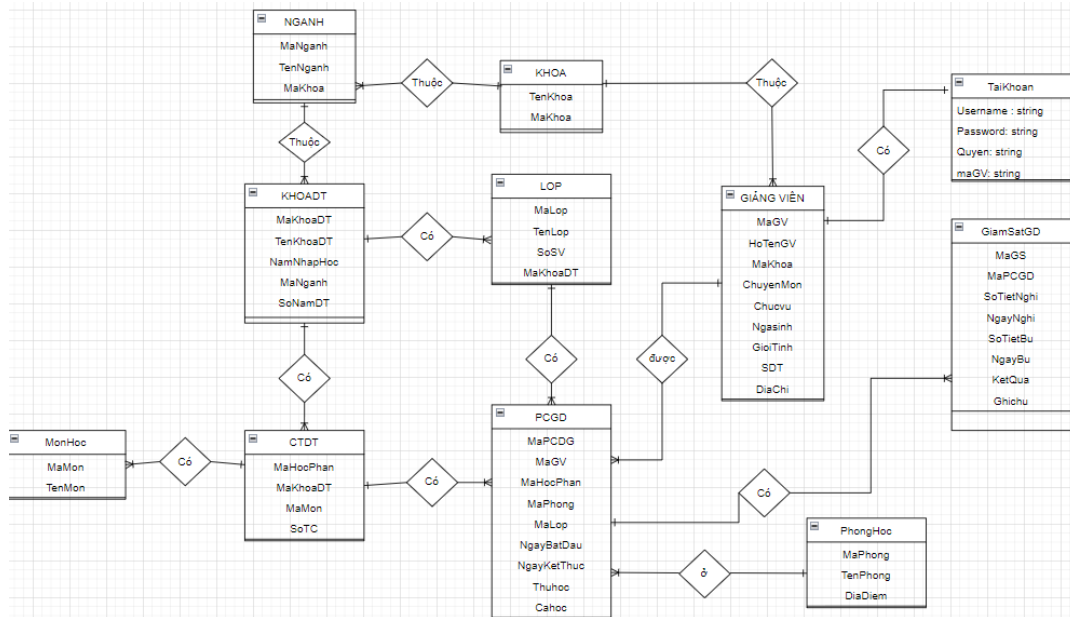 NGANH
MaNganh
TenNganh
MaKhoa
Thuộc
KHOA
TenKhoa
MaKhoa
Thuộc
TaiKhoan
Username : string
Password: string
Quyen: string
maGV: string
Có
Thuộc
KHOADT
MaKhoaDT
TenKhoaDT
NamNhapHoc
MaNganh
SoNamDT
Có
LOP
MaLop
TenLop
SoSV
MaKhoaDT
GIẢNG VIÊN
MaGV
HoTenGV
MaKhoa
ChuyenMon
Chucvu
Ngasinh
GioiTinh
SDT
DiaChi
GiamSatGD
MaGS
MaPCGD
SoTietNghi
NgayNghi
SoTietBu
NgayBu
KetQua
Ghichu
Có
Có
được
MonHoc
MaMon
TenMon
Có
CTDT
MaHocPhan
MaKhoaDT
MaMon
SoTC
Có
PCGD
MaPCDG
MaGV
MaHocPhan
MaPhong
MaLop
NgayBatDau
NgayKetThuc
Thuhoc
Cahoc
Có
ở
PhongHoc
MaPhong
TenPhong
DiaDiem